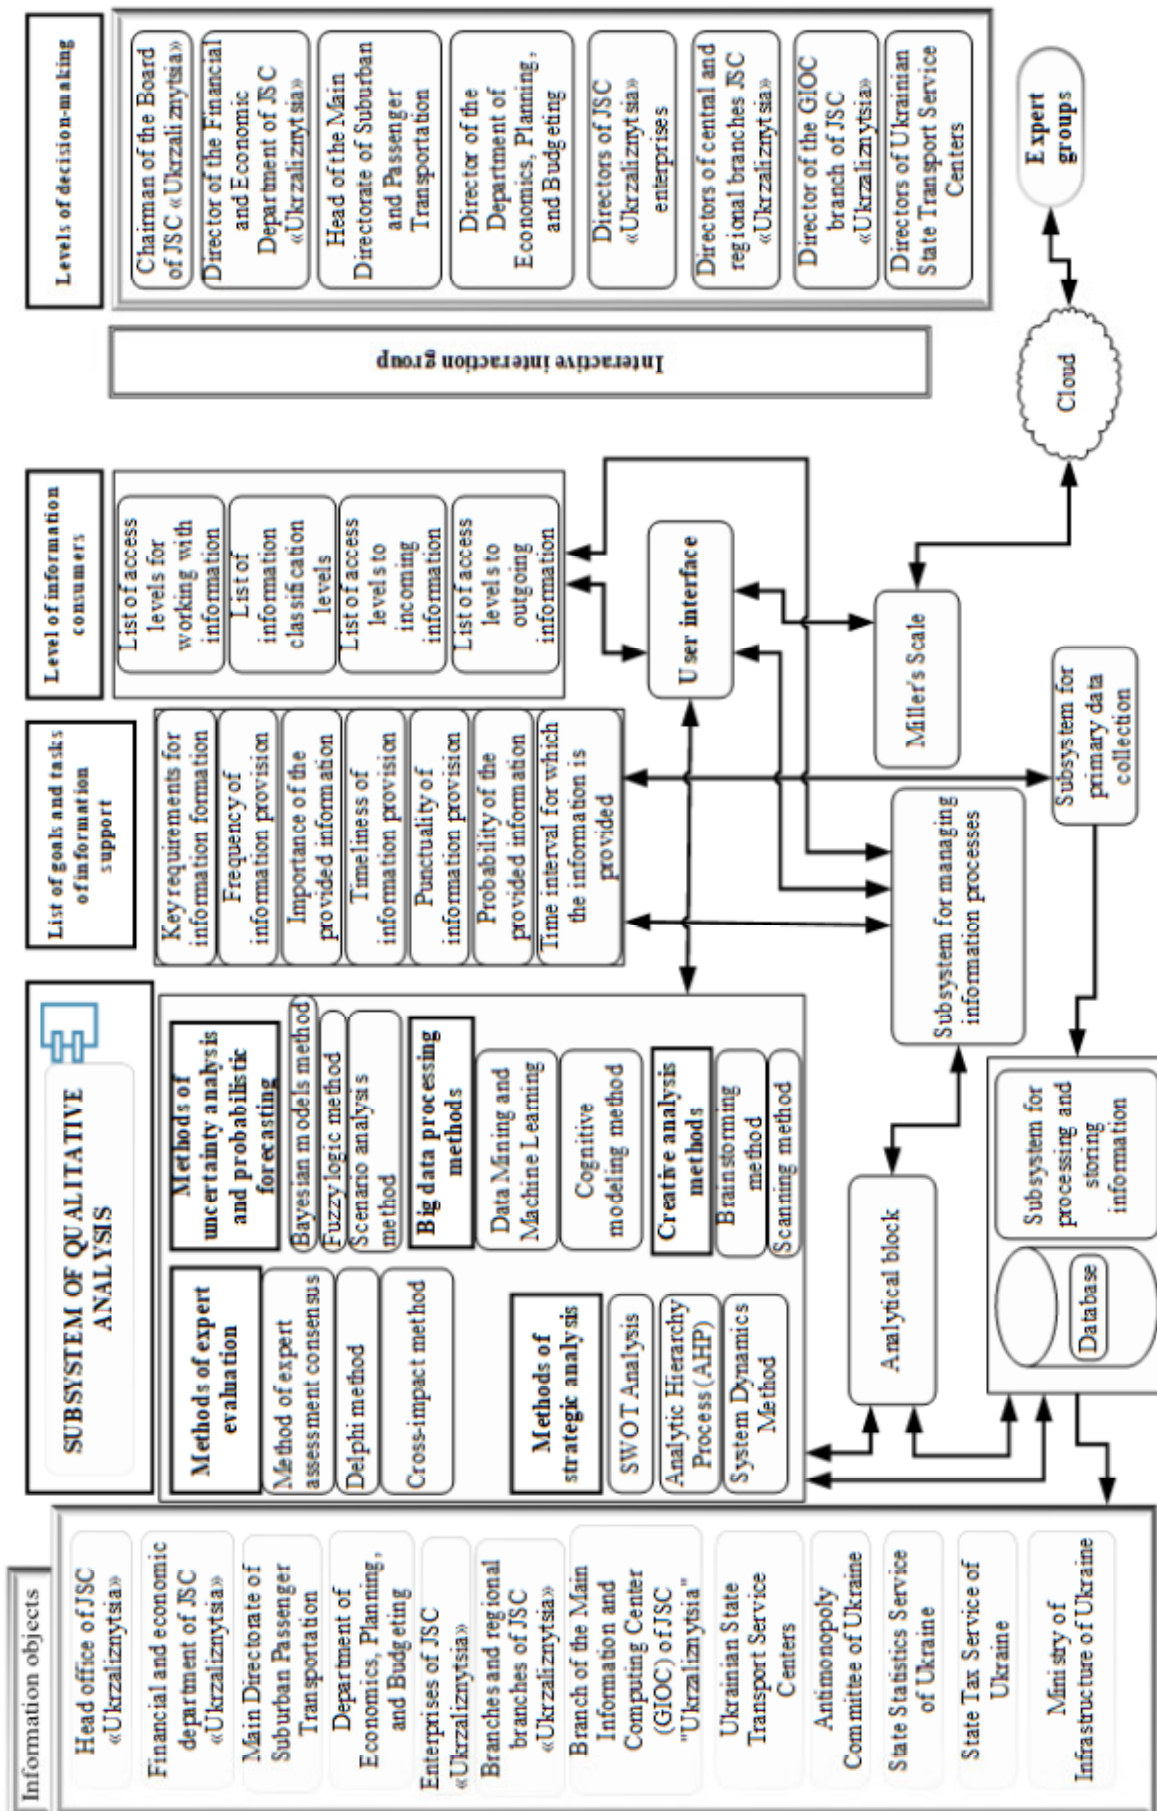 Information objects
Head office of JSC
«Ukrzaliznytsia»
Financial and economic
department of JSC
«Ukrzaliznytsia»
Main Directorate of
Suburban Passenger
Transportation
Department of
Economics, Planning,
and Budgeting
Enterprises of JSC
«Ukrzaliznytsia»
Branches and regional
branches of JSC
«Ukrzaliznytsia»
Branch of the Main
Information and
Computing Center
(GIOC) of JSC
"Ukrzaliznytsia"
Ukrainian State
Transport Service
Centers
Antimonopoly
Committee of Ukraine
State Statistics Service
of Ukraine
State Tax Service of
Ukraine
Ministry of
Infrastructure of Ukraine
SUBSYSTEM OF QUALITATIVE
ANALYSIS
Methods of expert
evaluation
Method of expert
assessment consensus
Delphi method
Cross-impact method
Methods of
strategic analysis
SWOT Analysis
Analytic Hierarchy
Process (AHP)
System Dynamics
Method
Methods of
uncertainty analysis
and probabilistic
forecasting
Bayesian models method
Fuzzy logic method
Scenario analysis
method
Big data processing
methods
Data Mining and
Machine Learning
Cognitive
modeling method
Creative analysis
methods
Brainstorming
method
Scanning method
List of goals and tasks
of information
support
Key requirements for
information formation
Frequency of
information provision
Importance of the
provided information
Timeliness of
information provision
Punctuality of
information provision
Probability of the
provided information
Time interval for which
the information is
provided
Level of information
consumers
List of access
levels for
working with
information
List of
information
classification
levels
List of access
levels to
incoming
information
List of access
levels to
outgoing
information
User interface
Miller's Scale
Analytical block
Subsystem for managing
information processes
Subsystem for
primary data
collection
Database
Subsystem for
processing and
storing
information
Cloud
Expert
groups
Interactive interaction group
Levels of decision-making
Chairman of the Board
of JSC «Ukrzaliznytsia»
Director of the Financial
and Economic
Department of JSC
«Ukrzaliznytsia»
Head of the Main
Directorate of Suburban
and Passenger
Transportation
Director of the
Department of
Economics, Planning,
and Budgeting
Directors of JSC
«Ukrzaliznytsia»
enterprises
Directors of central and
regional branches JSC
«Ukrzaliznytsia»
Director of the GIOC
branch of JSC
«Ukrzaliznytsia»
Directors of Ukrainian
State Transport Service
Centers